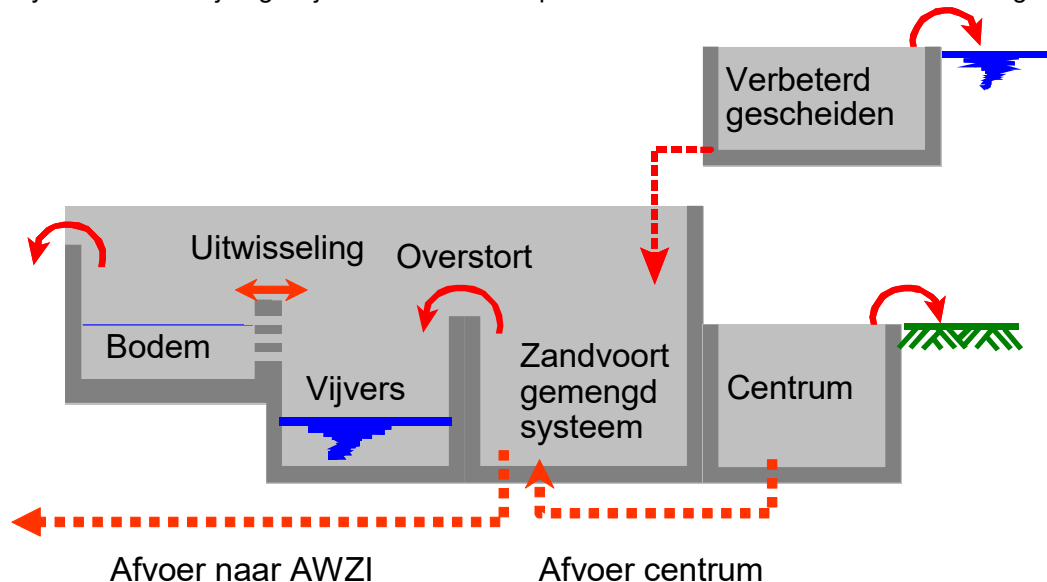 Verbeterd
gescheiden
Uitwisseling
Overstort
Bodem
Vijvers
Zandvoort
gemengd
systeem
Centrum
Afvoer naar AWZI
Afvoer centrum